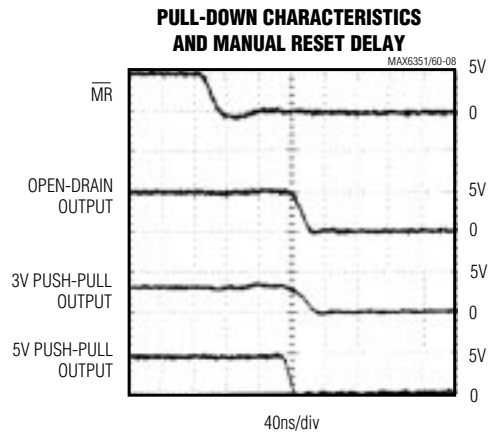 PULL-DOWN CHARACTERISTICS
AND MANUAL RESET DELAY
MAX6351/60-08
MR
5V
0
OPEN-DRAIN
OUTPUT
5V
0
3V PUSH-PULL
OUTPUT
5V
0
5V PUSH-PULL
OUTPUT
5V
0
40ns/div